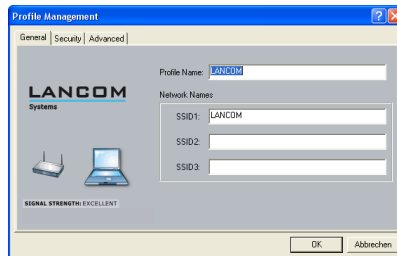 Profile Management
General Security Advanced
Profile Name: LANCOM
LANCOM
Systems
Network Names
SSID1: LANCOM
SSID2:
SSID3:
SIGNAL STRENGTH: EXCELLENT
OK Abbrechen